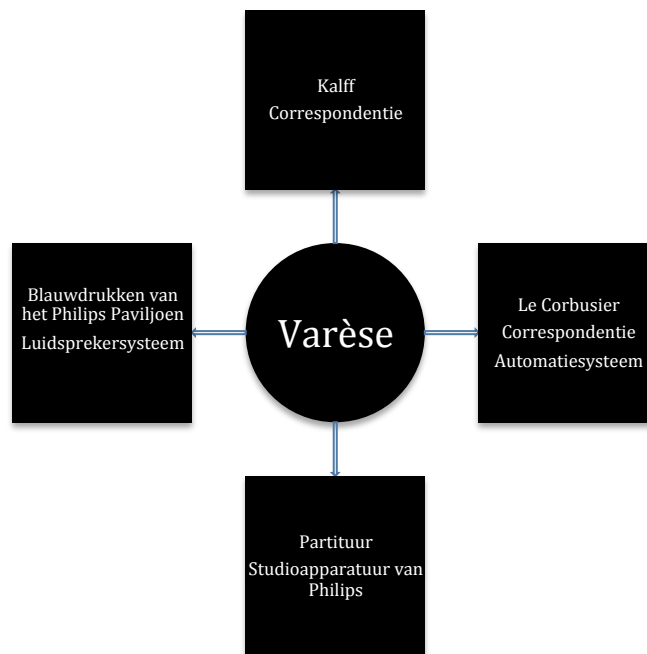 Kalff
Correspondentie
Blauwdrukken van
het Philips Paviljoen
Luidsprekersysteem
Varèse
Le Corbusier
Correspondentie
Automatiesysteem
Partituur
Studioapparatuur van
Philips